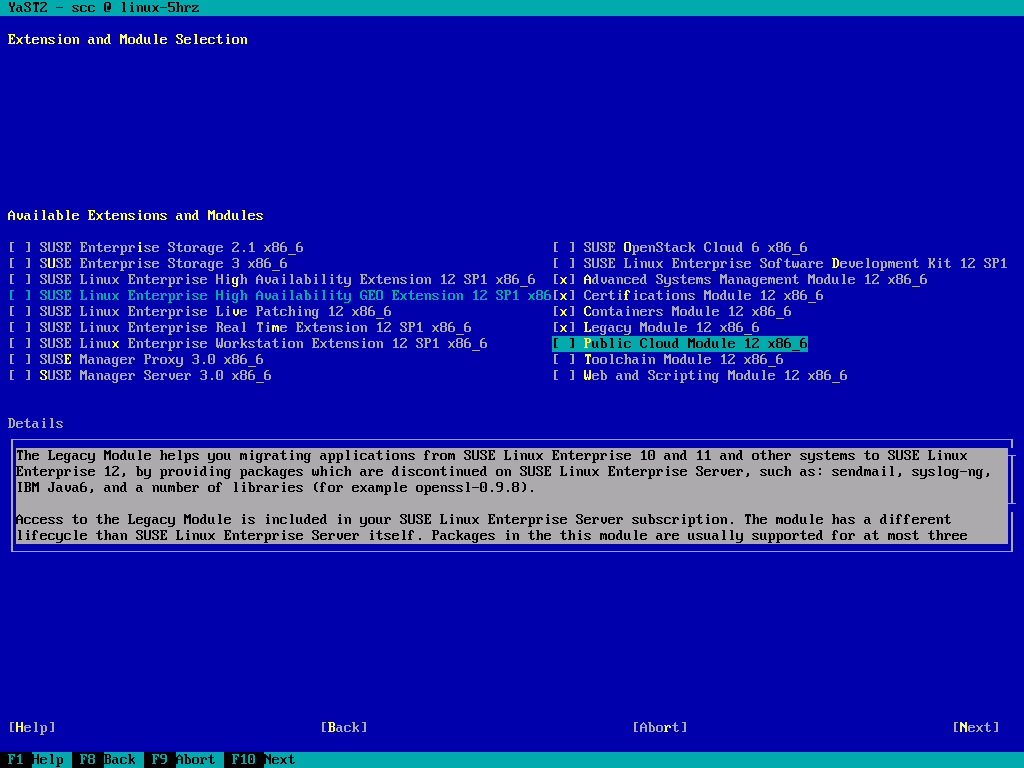 YaST2 - scc @ linux-5hrz
Extension and Module Selection
Available Extensions and Modules
[ ] SUSE Enterprise Storage 2.1 x86_6
[ ] SUSE Enterprise Storage 3 x86_6
[ ] SUSE Linux Enterprise High Availability Extension 12 SP1 x86_6
[ ] SUSE Linux Enterprise High Availability GEO Extension 12 SP1 x86
[ ] SUSE Linux Enterprise Live Patching 12 x86_6
[ ] SUSE Linux Enterprise Real Time Extension 12 SP1 x86_6
[ ] SUSE Linux Enterprise Workstation Extension 12 SP1 x86_6
[ ] SUSE Manager Proxy 3.0 x86_6
[ ] SUSE Manager Server 3.0 x86_6
[ ] SUSE OpenStack Cloud 6 x86_6
[ ] SUSE Linux Enterprise Software Development Kit 12 SP1
[x] Advanced Systems Management Module 12 x86_6
[x] Certifications Module 12 x86_6
[x] Containers Module 12 x86_6
[x] Legacy Module 12 x86_6
[ ] Public Cloud Module 12 x86_6
[ ] Toolchain Module 12 x86_6
[ ] Web and Scripting Module 12 x86_6
Details
The Legacy Module helps you migrating applications from SUSE Linux Enterprise 10 and 11 and other systems to SUSE Linux
Enterprise 12, by providing packages which are discontinued on SUSE Linux Enterprise Server, such as: sendmail, syslog-ng,
IBM Java6, and a number of libraries (for example openssl-0.9.8).
Access to the Legacy Module is included in your SUSE Linux Enterprise Server subscription. The module has a different
lifecycle than SUSE Linux Enterprise Server itself. Packages in the this module are usually supported for at most three
[Help] [Back] [Abort] [Next]
F1 Help F8 Back F9 Abort F10 Next